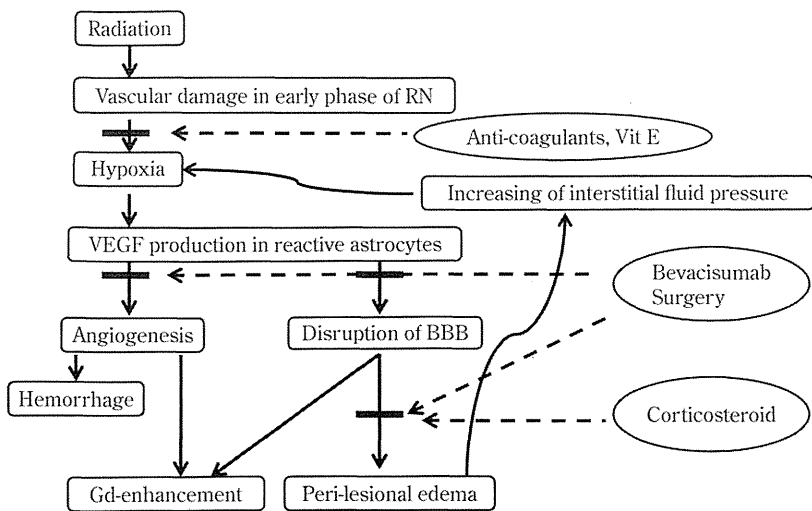 Radiation
Vascular damage in early phase of RN
Anti-coagulants, Vit E
Hypoxia
Increasing of interstitial fluid pressure
VEGF production in reactive astrocytes
Bevacisumab
Surgery
Angiogenesis
Disruption of BBB
Hemorrhage
Corticosteroid
Gd-enhancement
Peri-lesional edema